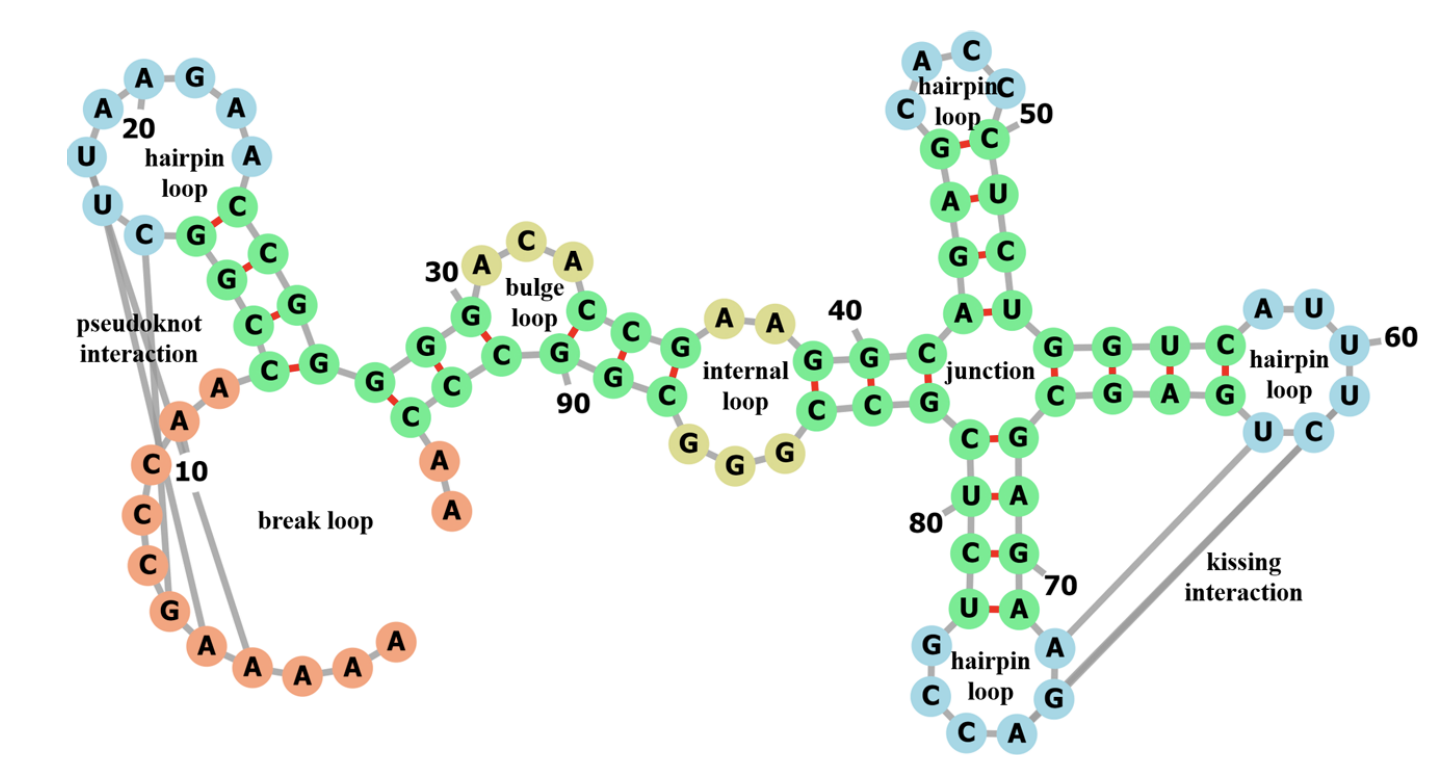 A A A A A G C C C A
10
A C C G G
C U U A A G A A
20
hairpin
loop
C C G G
pseudoknot
interaction
break loop
G G G
30
A C A
bulge
loop
C C G
A A
internal
loop
G G C
40
A G A G
C A C C
hairpin
loop
C U C U
50
junction
G G U C
A U U U C U
60
hairpin
loop
G A G C
kissing
interaction
G A G A
70
A G A C C G
hairpin
loop
U C U C
80
G C C
G G G
C G G
90
C C C
A A